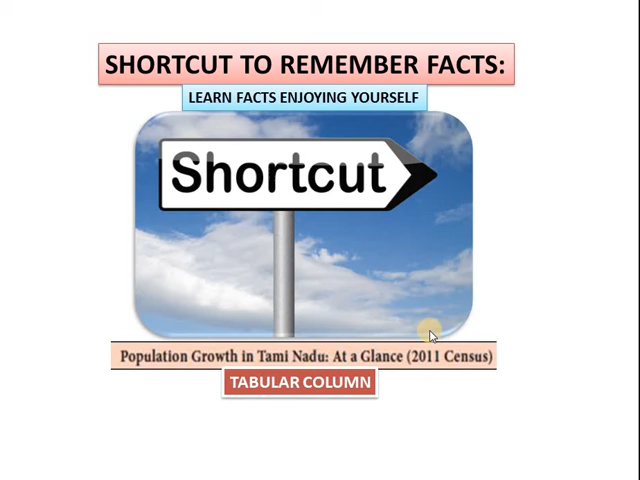 SHORTCUT TO REMEMBER FACTS:
LEARN FACTS ENJOYING YOURSELF
Shortcut
Population Growth in Tami Nadu: At a Glance (2011 Census)
TABULAR COLUMN